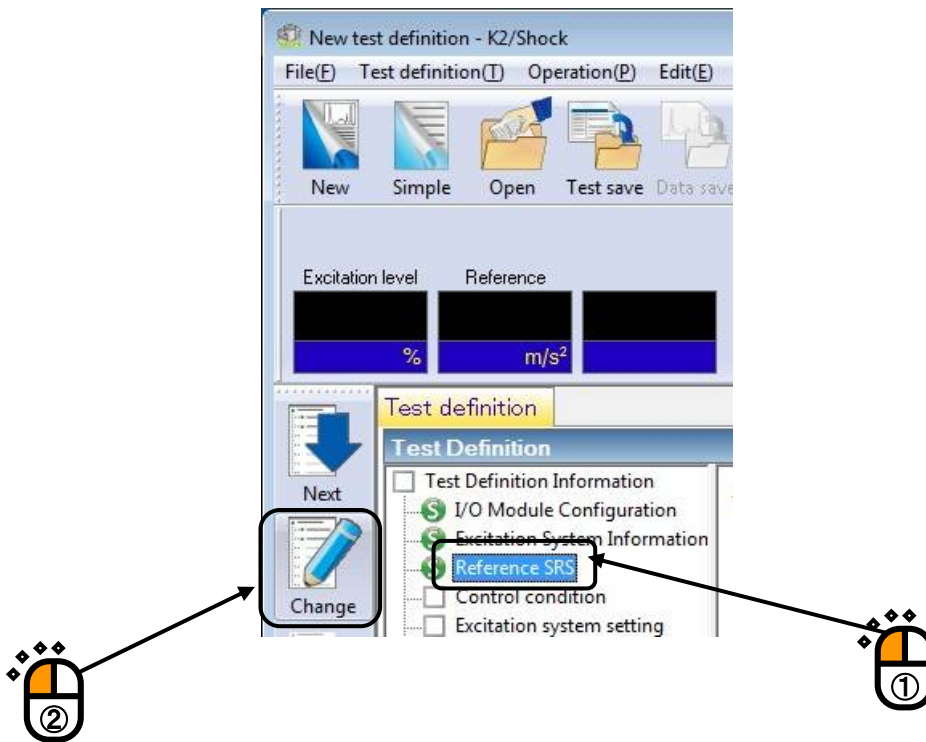 New test definition - K2/Shock
File(F) Test definition(T) Operation(P) Edit(E)
New Simple Open Test save Data save
Excitation level Reference
% m/s²
Test definition
Test Definition
Next
Test Definition Information
S I/O Module Configuration
S Excitation System Information
S Reference SRS
Change
Control condition
Excitation system setting
①
②